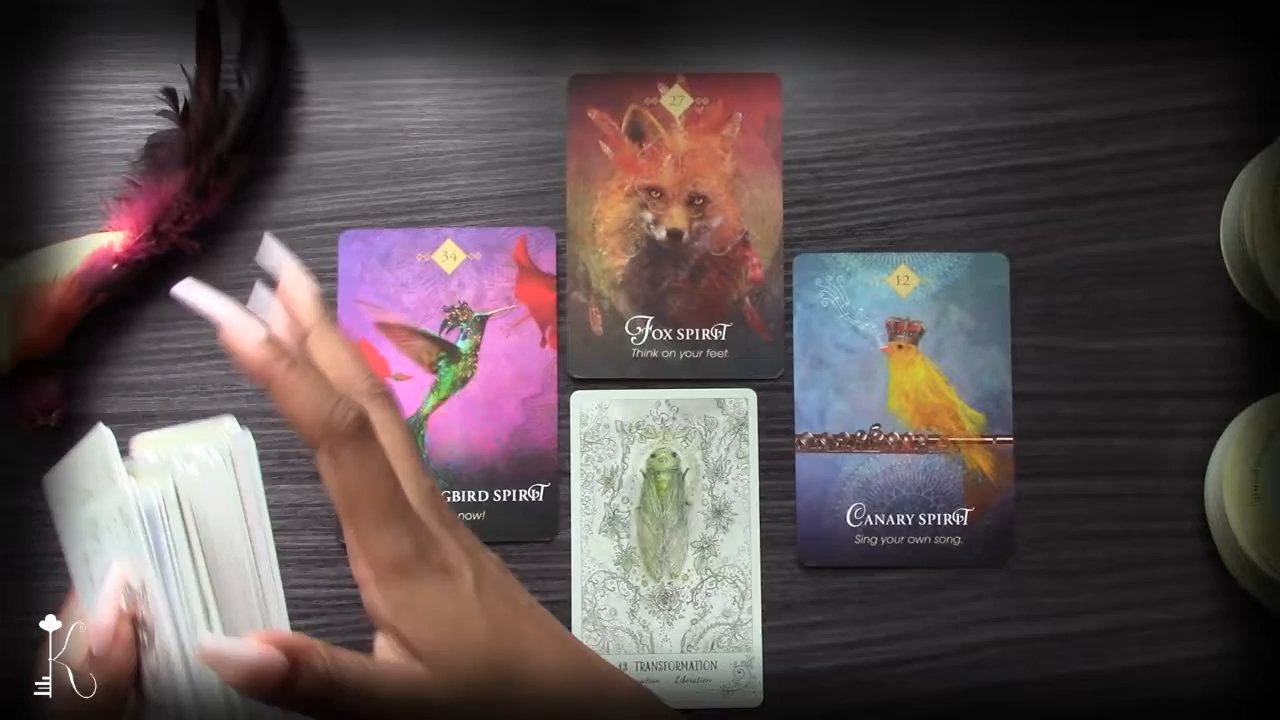 27
FOX SPIRIT
Think on your feet.
34
GBIRD SPIRIT
now!
12
CANARY SPIRIT
Sing your own song.
TRANSFORMATION
Liberation
K